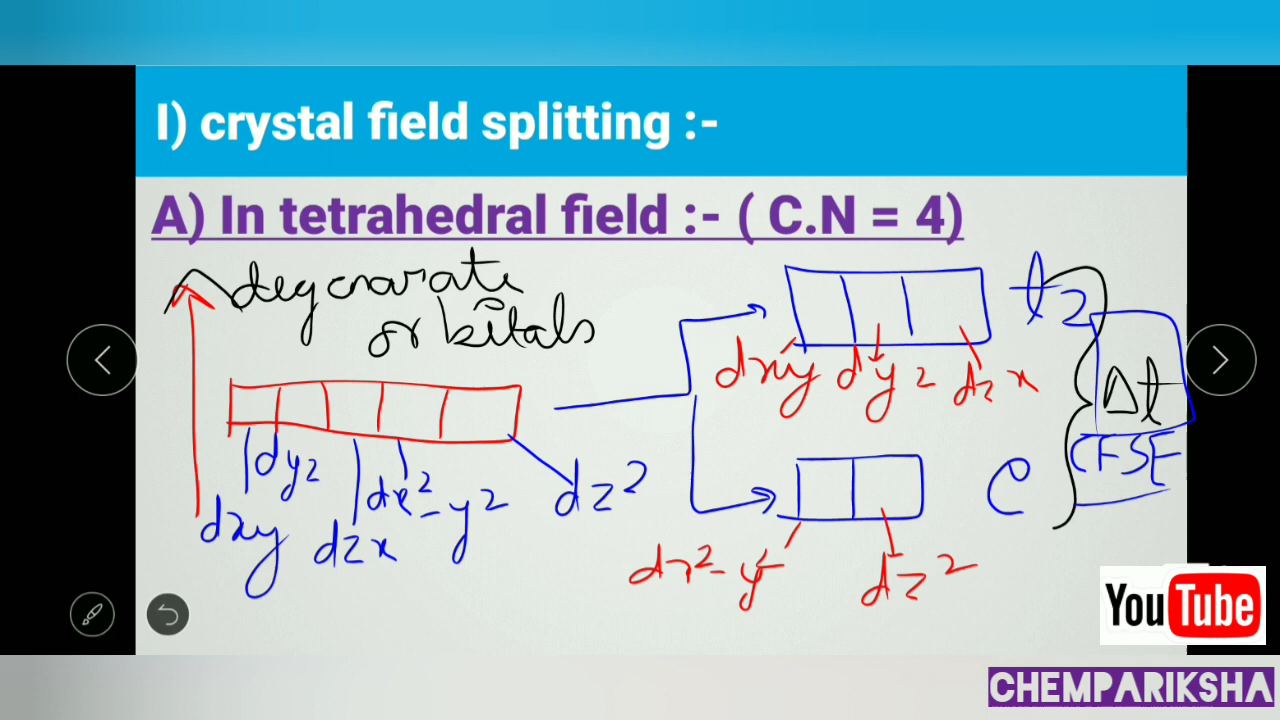 I) crystal field splitting :-
A) In tetrahedral field :- ( C.N = 4)
degenarate
orbitals
t2
dxy dyz dzx
Δt
CFSE
dxy dyz dzx dx²-y² dz²
e
dx²-y² dz²
YouTube
CHEMPARIKSHA